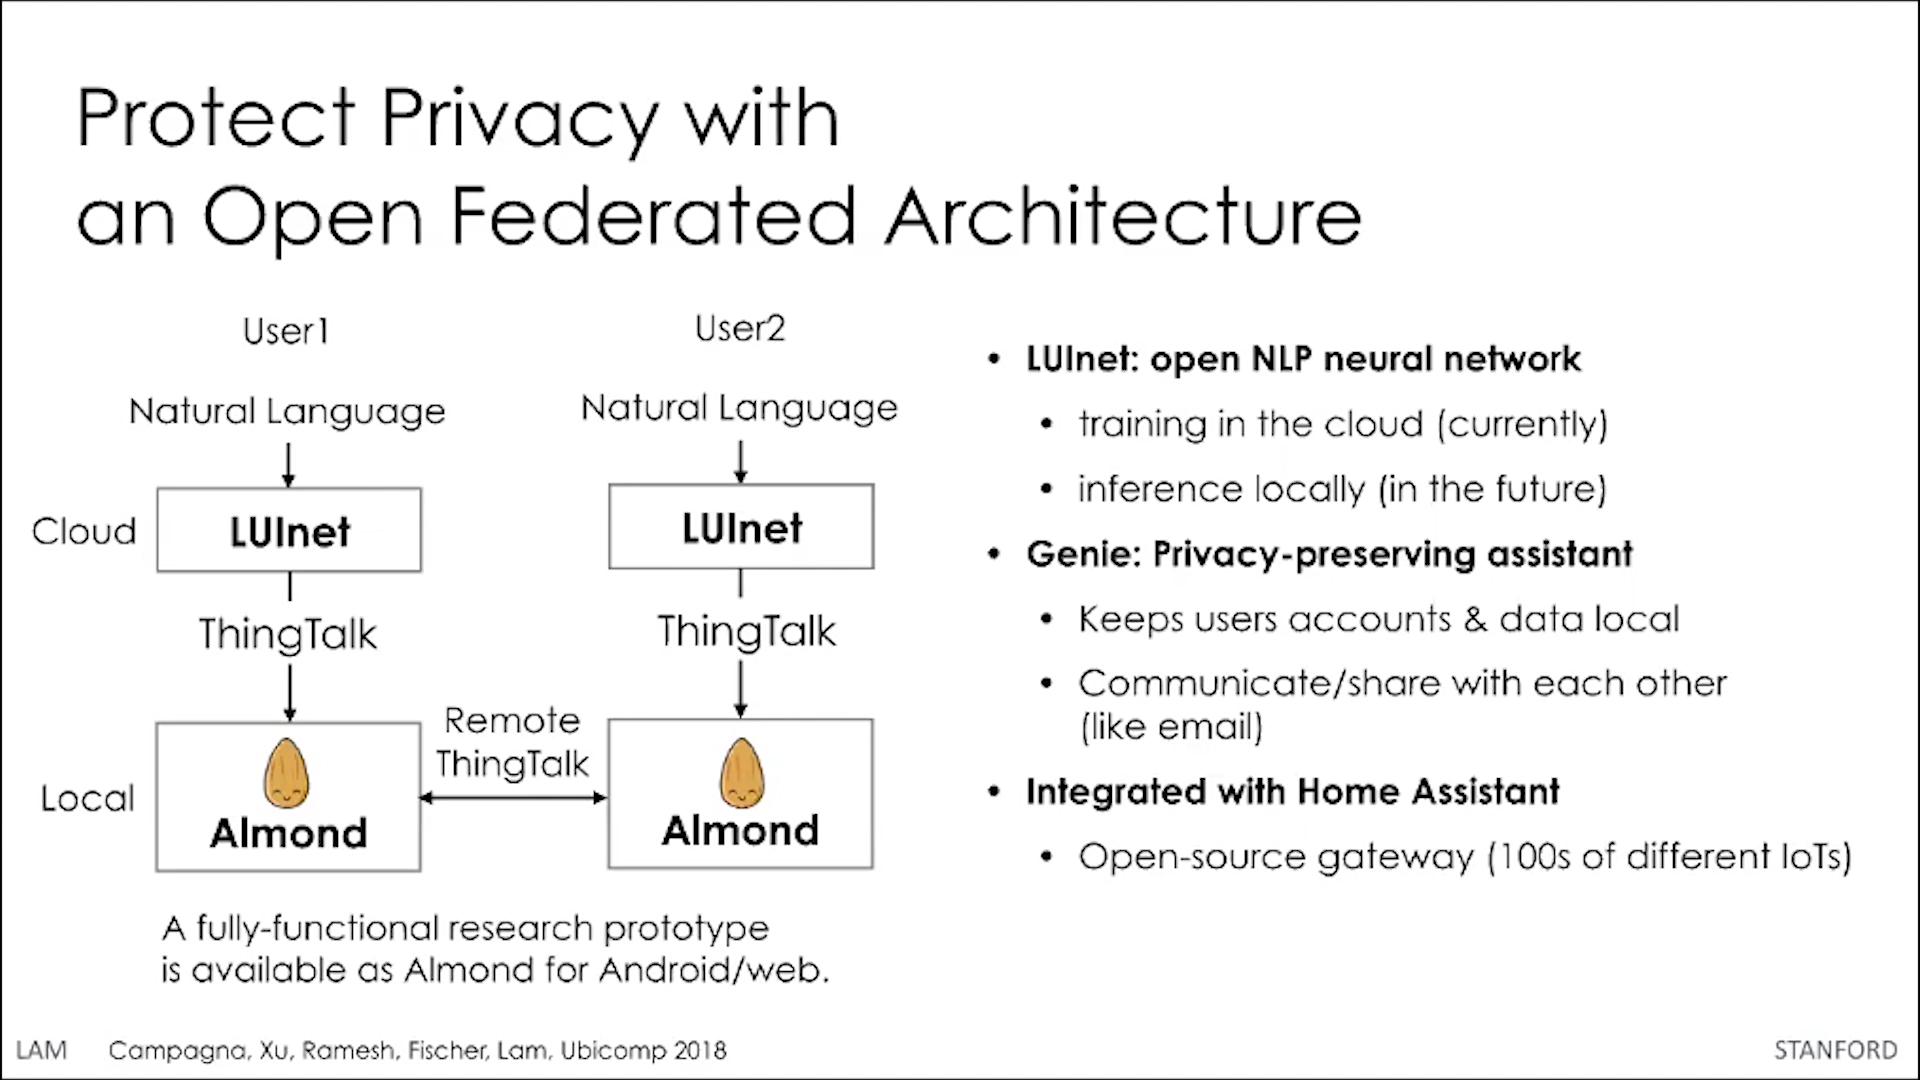 Protect Privacy with
an Open Federated Architecture
User1
User2
Natural Language
Natural Language
Cloud
LUInet
LUInet
ThingTalk
ThingTalk
Remote
ThingTalk
Local
Almond
Almond
A fully-functional research prototype
is available as Almond for Android/web.
• LUInet: open NLP neural network
• training in the cloud (currently)
• inference locally (in the future)
• Genie: Privacy-preserving assistant
• Keeps users accounts & data local
• Communicate/share with each other
(like email)
• Integrated with Home Assistant
• Open-source gateway (100s of different IoTs)
LAM
Campagna, Xu, Ramesh, Fischer, Lam, Ubicomp 2018
STANFORD